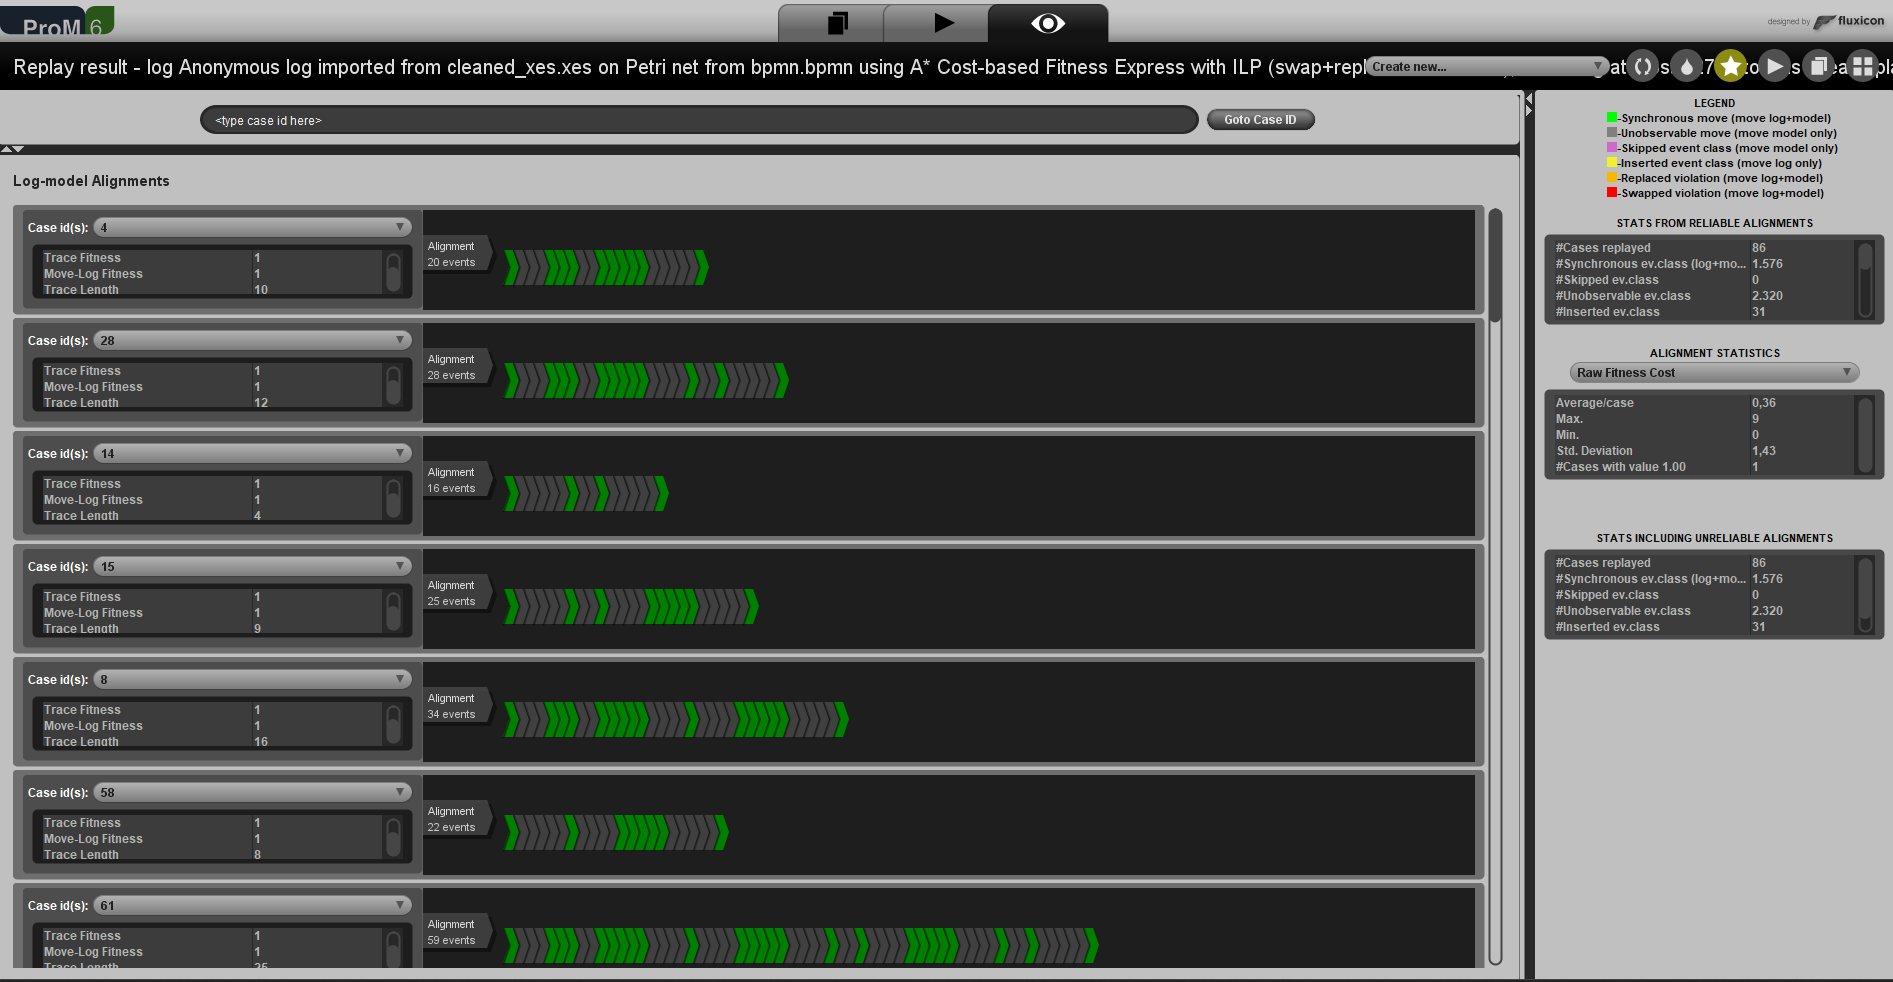 ProM 6
designed by fluxicon
Replay result - log Anonymous log imported from cleaned_xes.xes on Petri net from bpmn.bpmn using A* Cost-based Fitness Express with ILP (swap+repl
Create new...
<type case id here>
Goto Case ID
Log-model Alignments
Case id(s): 4
Trace Fitness 1
Move-Log Fitness 1
Trace Length 10
Alignment
20 events
Case id(s): 28
Trace Fitness 1
Move-Log Fitness 1
Trace Length 12
Alignment
28 events
Case id(s): 14
Trace Fitness 1
Move-Log Fitness 1
Trace Length 4
Alignment
16 events
Case id(s): 15
Trace Fitness 1
Move-Log Fitness 1
Trace Length 9
Alignment
25 events
Case id(s): 8
Trace Fitness 1
Move-Log Fitness 1
Trace Length 16
Alignment
34 events
Case id(s): 58
Trace Fitness 1
Move-Log Fitness 1
Trace Length 8
Alignment
22 events
Case id(s): 61
Trace Fitness 1
Move-Log Fitness 1
Trace Length 25
Alignment
59 events
LEGEND
-Synchronous move (move log+model)
-Unobservable move (move model only)
-Skipped event class (move model only)
-Inserted event class (move log only)
-Replaced violation (move log+model)
-Swapped violation (move log+model)
STATS FROM RELIABLE ALIGNMENTS
#Cases replayed 86
#Synchronous ev.class (log+mo... 1.576
#Skipped ev.class 0
#Unobservable ev.class 2.320
#Inserted ev.class 31
ALIGNMENT STATISTICS
Raw Fitness Cost
Average/case 0,36
Max. 9
Min. 0
Std. Deviation 1,43
#Cases with value 1.00 1
STATS INCLUDING UNRELIABLE ALIGNMENTS
#Cases replayed 86
#Synchronous ev.class (log+mo... 1.576
#Skipped ev.class 0
#Unobservable ev.class 2.320
#Inserted ev.class 31